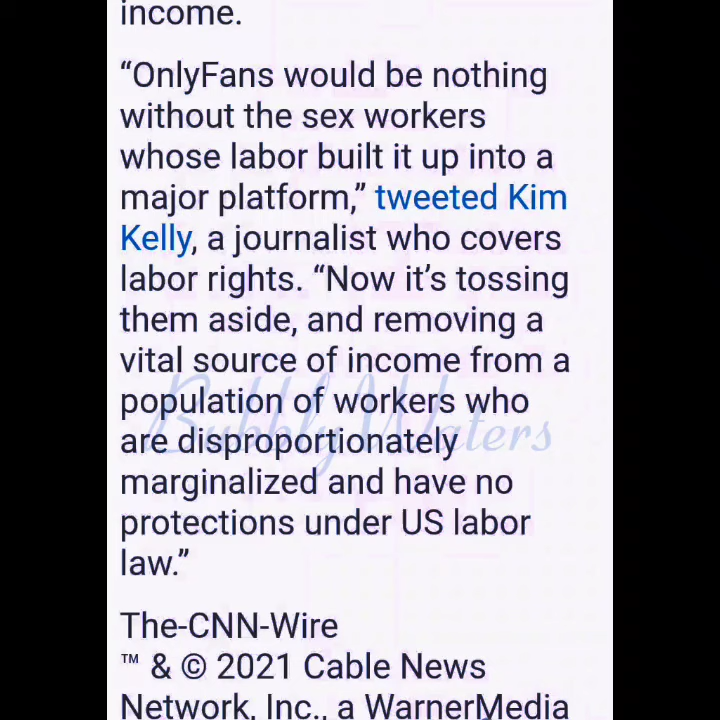 income.
“OnlyFans would be nothing
without the sex workers
whose labor built it up into a
major platform,” tweeted Kim
Kelly, a journalist who covers
labor rights. “Now it’s tossing
them aside, and removing a
vital source of income from a
population of workers who
are disproportionately
marginalized and have no
protections under US labor
law.”
The-CNN-Wire
™ & © 2021 Cable News
Network, Inc., a WarnerMedia
Bubbly Waters